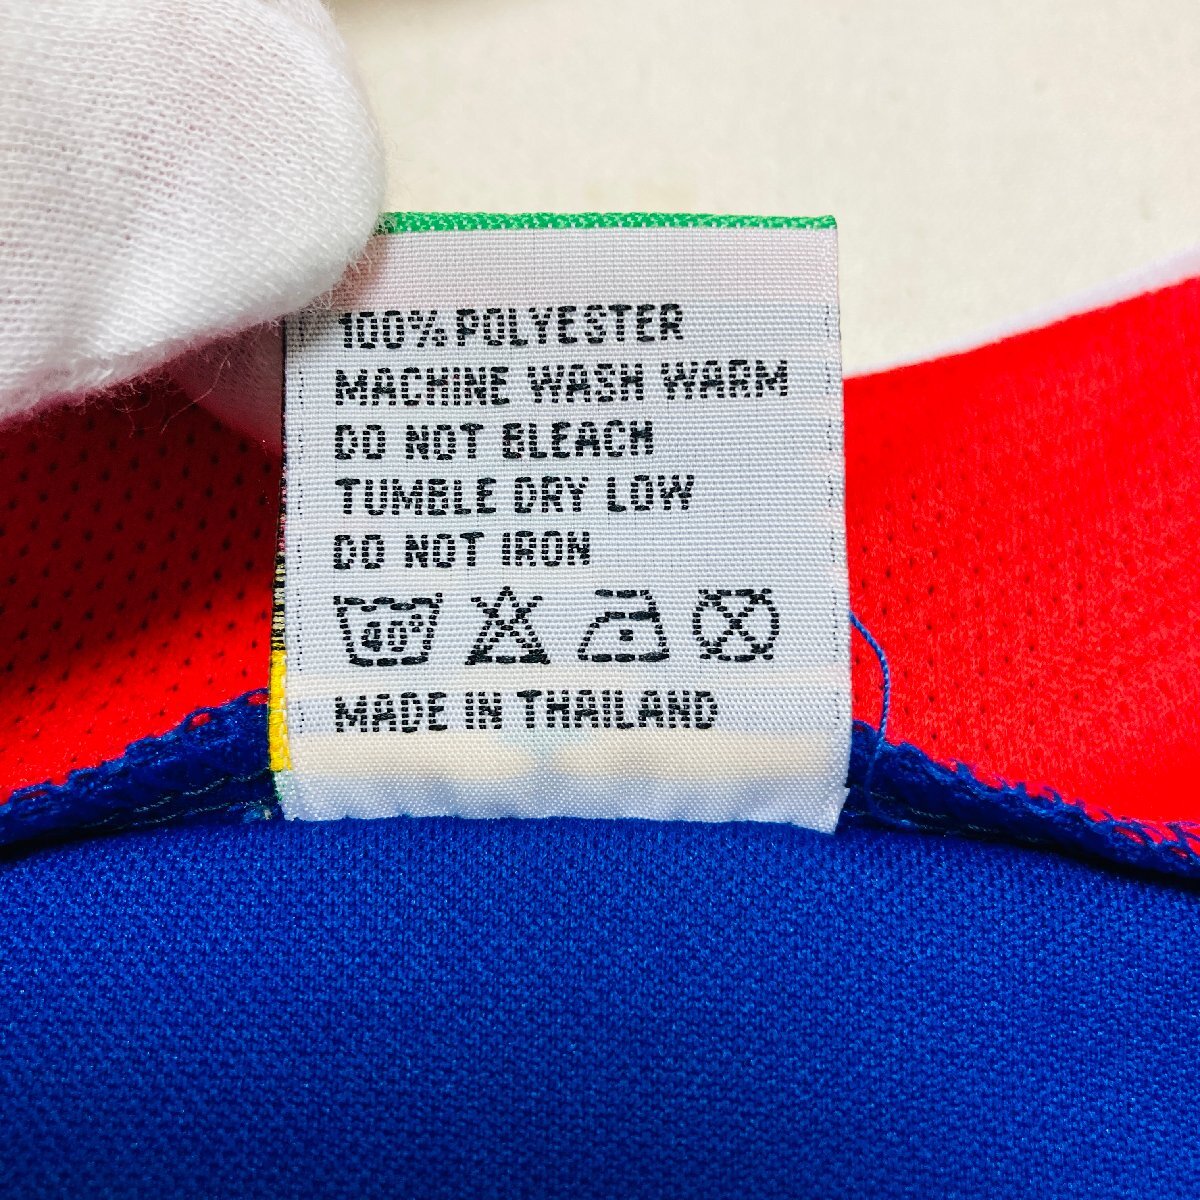 100% POLYESTER
MACHINE WASH WARM
DO NOT BLEACH
TUMBLE DRY LOW
DO NOT IRON
40°
MADE IN THAILAND